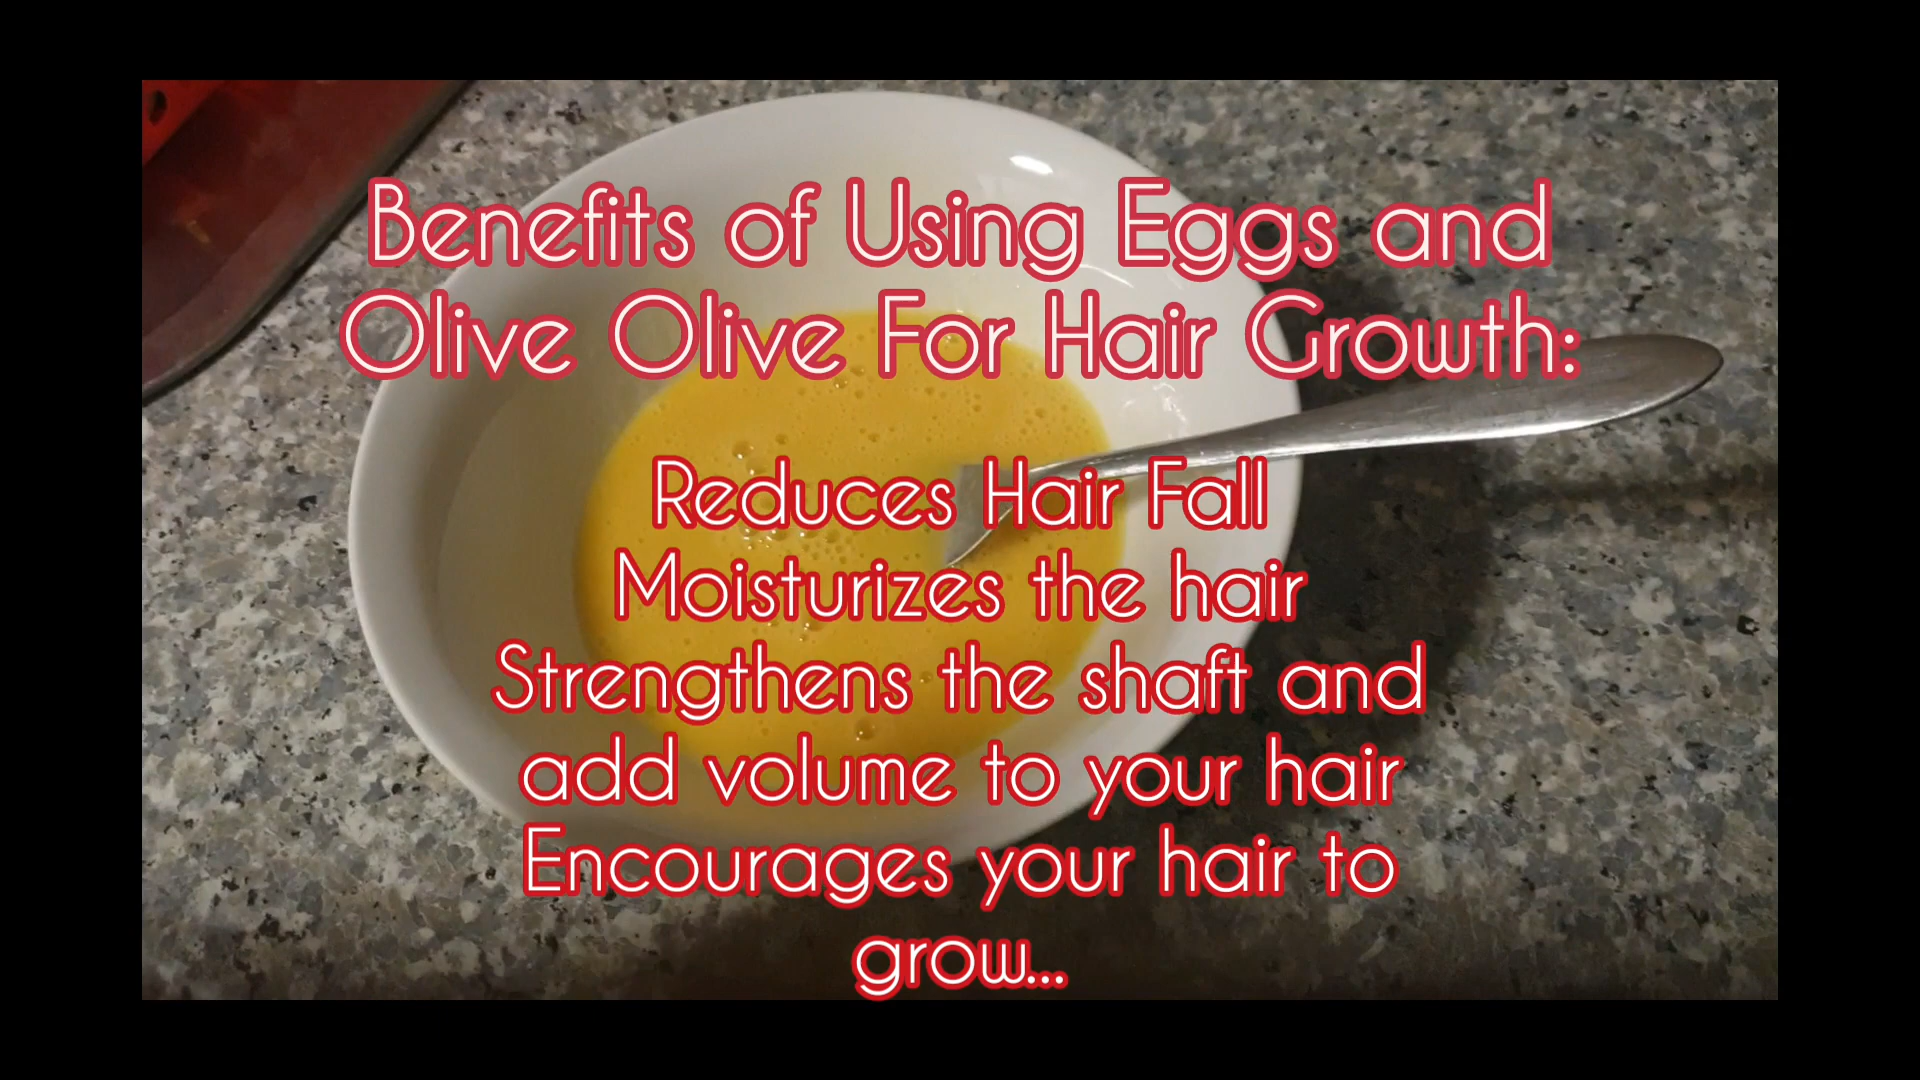 Benefits of Using Eggs and
Olive Olive For Hair Growth:
Reduces Hair Fall
Moisturizes the hair
Strengthens the shaft and
add volume to your hair
Encourages your hair to
grow...